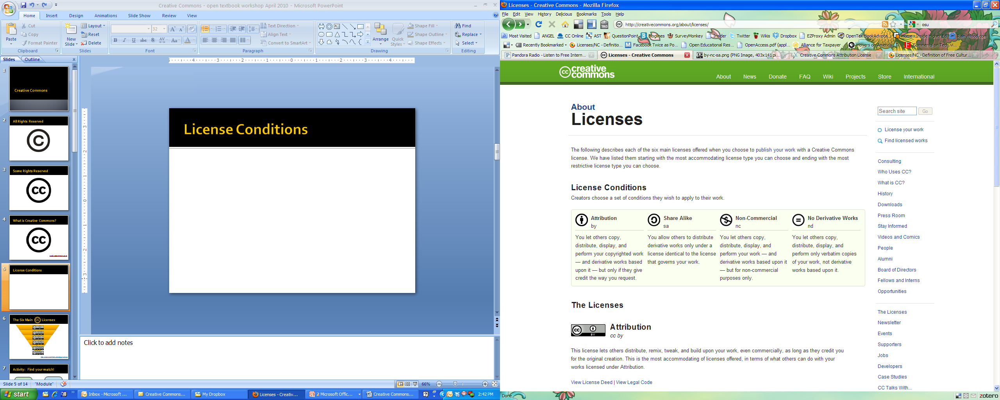 Creative Commons - open textbook workshop April 2010 - Microsoft PowerPoint
Home Insert Design Animations Slide Show Review View
Paste
Cut
Copy
Format Painter
Clipboard
New Slide
Layout
Reset
Delete
Slides
32
Font
Text Direction
Align Text
Convert to SmartArt
Paragraph
Arrange
Quick Styles
Shape Fill
Shape Outline
Shape Effects
Drawing
Find
Replace
Select
Editing
Slides Outline
1
Creative Commons
2
All Rights Reserved
3
Some Rights Reserved
4
What is Creative Commons?
5
License Conditions
6
The Six Main CC Licenses
7
Activity: Find your match!
License Conditions
Click to add notes
Slide 5 of 14 "Module" 66%
start
Inbox - Microsoft ...
Creative Commons...
My Dropbox
Licenses - Creativ...
2 Microsoft Offic...
Creative Commons...
2:42 PM
Licenses - Creative Commons - Mozilla Firefox
File Edit View History Delicious Bookmarks Tools Help
TAG
http://creativecommons.org/about/licenses/
osu
Most Visited ANGEL CC Online AST QuestionPoint Bloglines SurveyMonkey Insider Twitter Wikis Dropbox EZProxy Admin OpenTextbookAdvoca... Home - Inside Higher Ed RainyMood.com
Recently Bookmarked Licenses/NC - Definitio... Facebook Twice as Po... Open Educational Res... OpenAccess.pdf (appl... Alliance for Taxpayer ... Moyers on America . T... Comments on Tech.vi...
Pandora Radio - Listen to Free Intern... Licenses - Creative Commons by-nc-sa.png (PNG Image, 403x141 pi... Creative Commons Attribution License Licenses/NC - Definition of Free Cultur...
cc creative commons
About News Donate FAQ Wiki Projects Store International
About
Licenses
The following describes each of the six main licenses offered when you choose to publish your work with a Creative Commons
license. We have listed them starting with the most accommodating license type you can choose and ending with the most
restrictive license type you can choose.
License Conditions
Creators choose a set of conditions they wish to apply to their work.
Attribution
by
You let others copy,
distribute, display, and
perform your copyrighted work
— and derivative works based
upon it — but only if they give
credit the way you request.
Share Alike
sa
You allow others to distribute
derivative works only under a
license identical to the license
that governs your work.
Non-Commercial
nc
You let others copy,
distribute, display, and
perform your work — and
derivative works based upon it
— but for non-commercial
purposes only.
No Derivative Works
nd
You let others copy,
distribute, display, and
perform only verbatim copies
of your work, not derivative
works based upon it.
The Licenses
cc BY
Attribution
cc by
This license lets others distribute, remix, tweak, and build upon your work, even commercially, as long as they credit you
for the original creation. This is the most accommodating of licenses offered, in terms of what others can do with your
works licensed under Attribution.
View License Deed | View Legal Code
Search site Go
License your work
Find licensed works
Consulting
Who Uses CC?
What is CC?
History
Downloads
Press Room
Stay Informed
Videos and Comics
People
Alumni
Board of Directors
Fellows and Interns
Opportunities
The Licenses
Newsletter
Events
Supporters
Jobs
Developers
Case Studies
CC Talks With...
Done
zotero